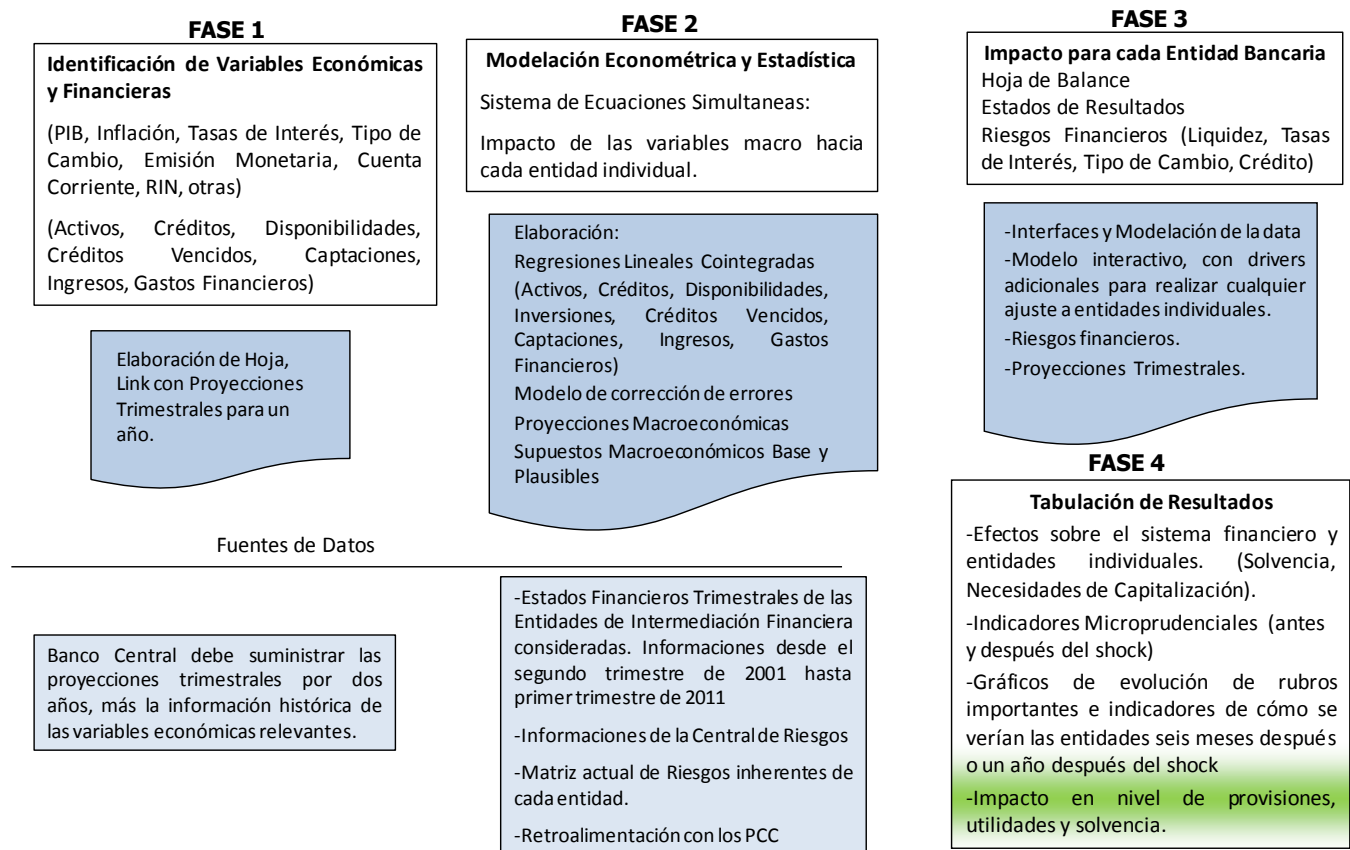 FASE 1
Identificación de Variables Económicas
y Financieras
(PIB, Inflación, Tasas de Interés, Tipo de
Cambio, Emisión Monetaria, Cuenta
Corriente, RIN, otras)
(Activos, Créditos, Disponibilidades,
Créditos Vencidos, Captaciones,
Ingresos, Gastos Financieros)
Elaboración de Hoja,
Link con Proyecciones
Trimestrales para un
año.
FASE 2
Modelación Econométrica y Estadística
Sistema de Ecuaciones Simultaneas:
Impacto de las variables macro hacia
cada entidad individual.
Elaboración:
Regresiones Lineales Cointegradas
(Activos, Créditos, Disponibilidades,
Inversiones, Créditos Vencidos,
Captaciones, Ingresos, Gastos
Financieros)
Modelo de corrección de errores
Proyecciones Macroeconómicas
Supuestos Macroeconómicos Base y
Plausibles
FASE 3
Impacto para cada Entidad Bancaria
Hoja de Balance
Estados de Resultados
Riesgos Financieros (Liquidez, Tasas
de Interés, Tipo de Cambio, Crédito)
-Interfaces y Modelación de la data
-Modelo interactivo, con drivers
adicionales para realizar cualquier
ajuste a entidades individuales.
-Riesgos financieros.
-Proyecciones Trimestrales.
FASE 4
Tabulación de Resultados
-Efectos sobre el sistema financiero y
entidades individuales. (Solvencia,
Necesidades de Capitalización).
-Indicadores Microprudenciales (antes
y después del shock)
-Gráficos de evolución de rubros
importantes e indicadores de cómo se
verían las entidades seis meses después
o un año después del shock
-Impacto en nivel de provisiones,
utilidades y solvencia.
Fuentes de Datos
Banco Central debe suministrar las
proyecciones trimestrales por dos
años, más la información histórica de
las variables económicas relevantes.
-Estados Financieros Trimestrales de las
Entidades de Intermediación Financiera
consideradas. Informaciones desde el
segundo trimestre de 2001 hasta
primer trimestre de 2011
-Informaciones de la Central de Riesgos
-Matriz actual de Riesgos inherentes de
cada entidad.
-Retroalimentación con los PCC